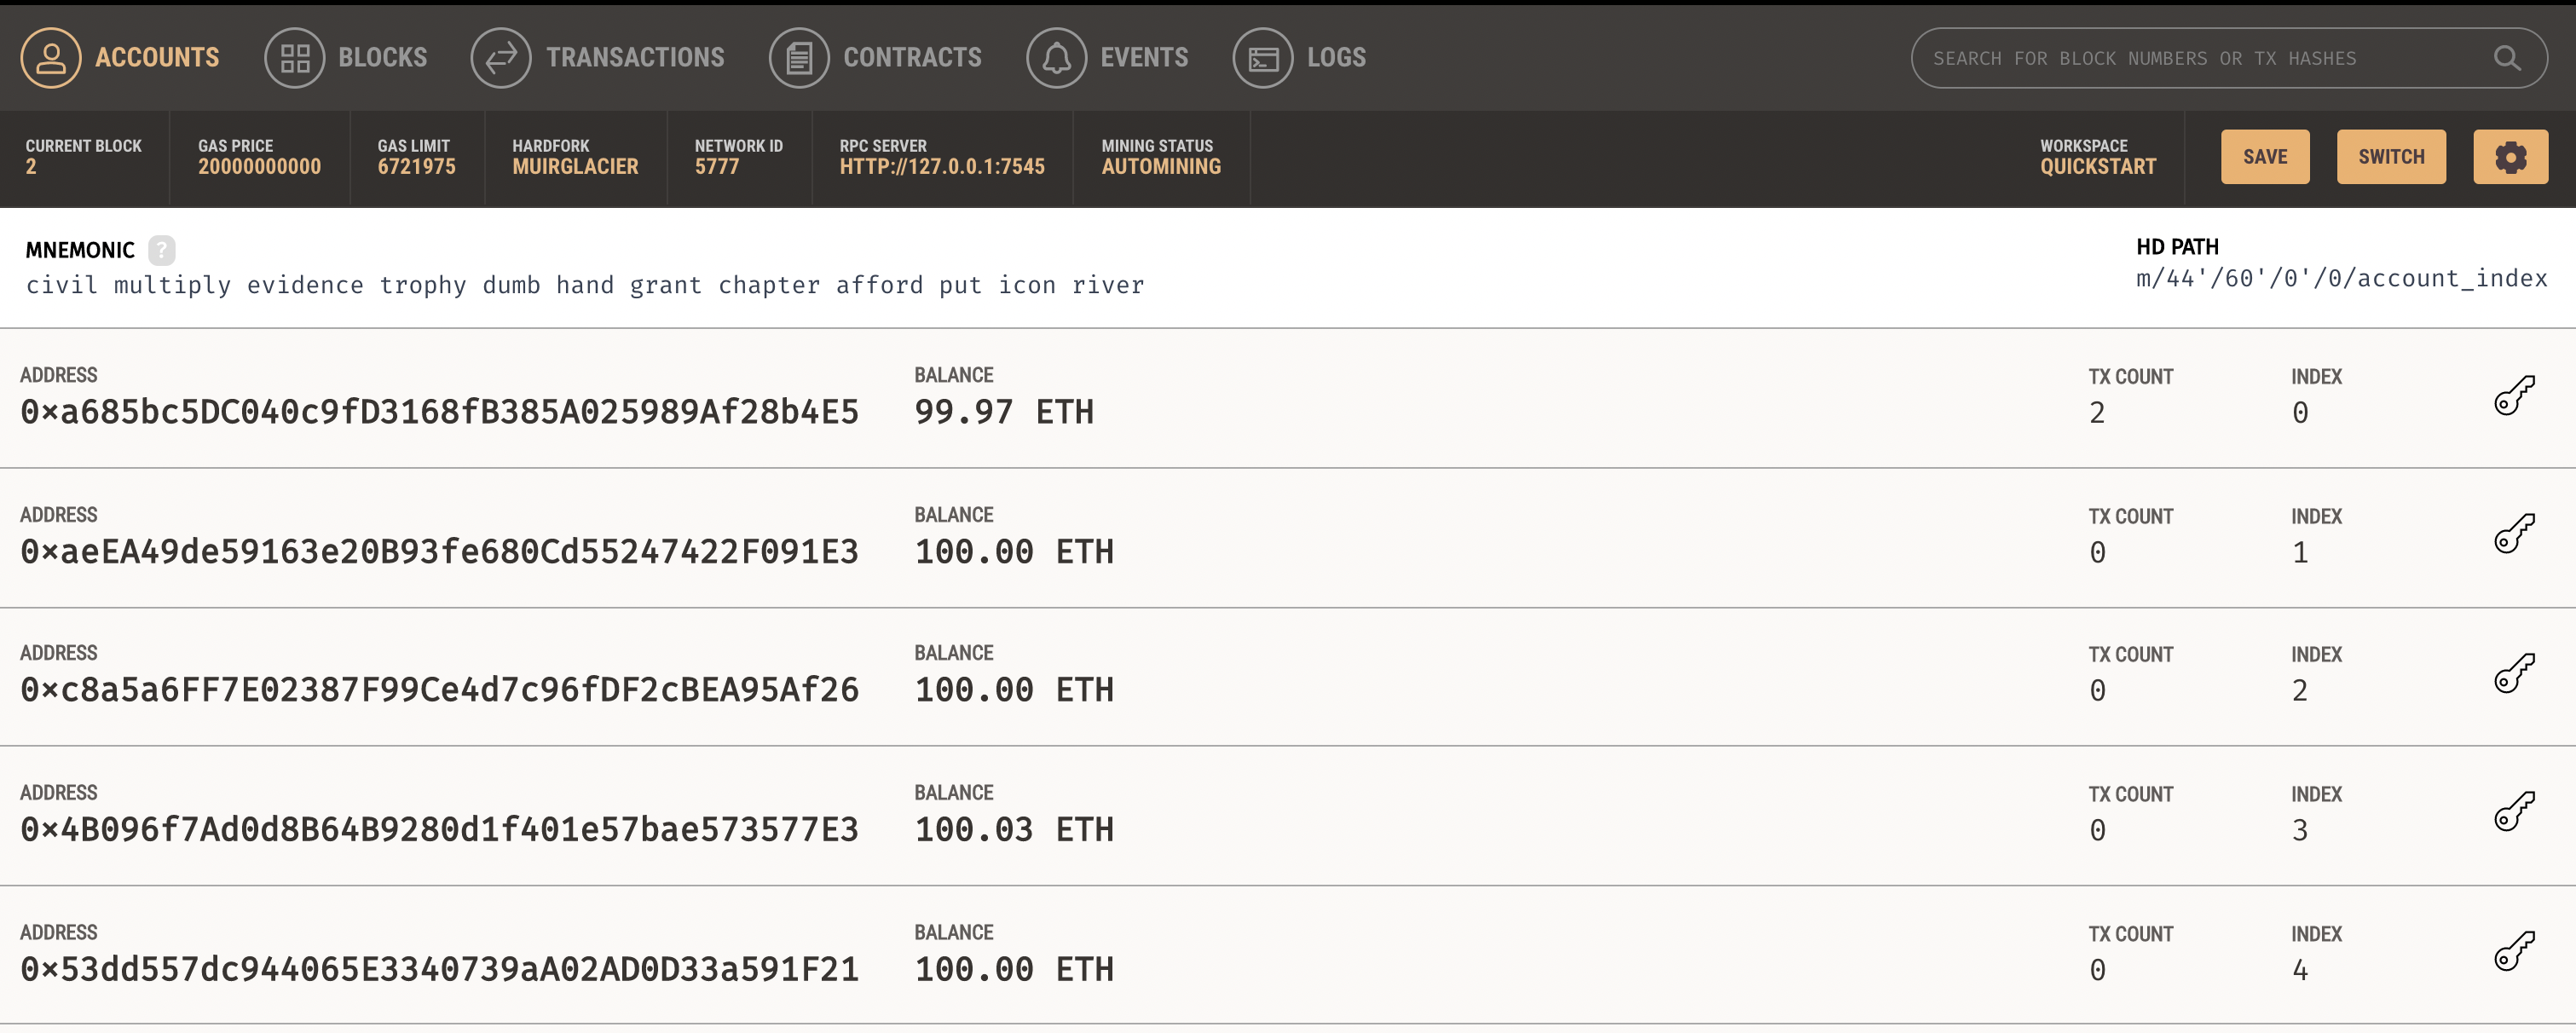 ACCOUNTS BLOCKS TRANSACTIONS CONTRACTS EVENTS LOGS SEARCH FOR BLOCK NUMBERS OR TX HASHES
CURRENT BLOCK GAS PRICE GAS LIMIT HARDFORK NETWORK ID RPC SERVER MINING STATUS WORKSPACE
2 20000000000 6721975 MUIRGLACIER 5777 HTTP://127.0.0.1:7545 AUTOMINING QUICKSTART SAVE SWITCH
MNEMONIC ? HD PATH
civil multiply evidence trophy dumb hand grant chapter afford put icon river m/44'/60'/0'/0/account_index
ADDRESS BALANCE TX COUNT INDEX
0×a685bc5DC040c9fD3168fB385A025989Af28b4E5 99.97 ETH 2 0
ADDRESS BALANCE TX COUNT INDEX
0×aeEA49de59163e20B93fe680Cd55247422F091E3 100.00 ETH 0 1
ADDRESS BALANCE TX COUNT INDEX
0×c8a5a6FF7E02387F99Ce4d7c96fDF2cBEA95Af26 100.00 ETH 0 2
ADDRESS BALANCE TX COUNT INDEX
0×4B096f7Ad0d8B64B9280d1f401e57bae573577E3 100.03 ETH 0 3
ADDRESS BALANCE TX COUNT INDEX
0×53dd557dc944065E3340739aA02AD0D33a591F21 100.00 ETH 0 4